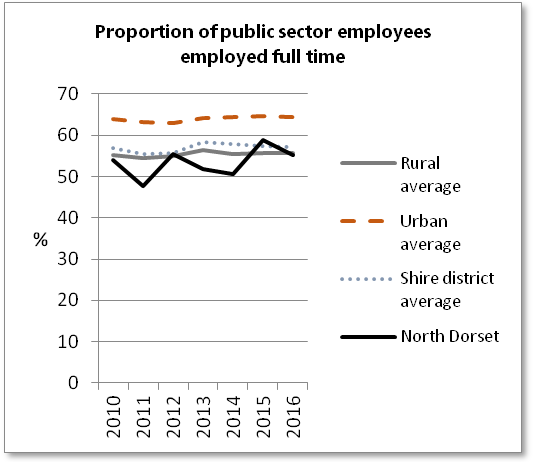 Proportion of public sector employees
employed full time
70
60
50
40
30
20
10
0
%
2010
2011
2012
2013
2014
2015
2016
Rural
average
Urban
average
Shire district
average
North Dorset